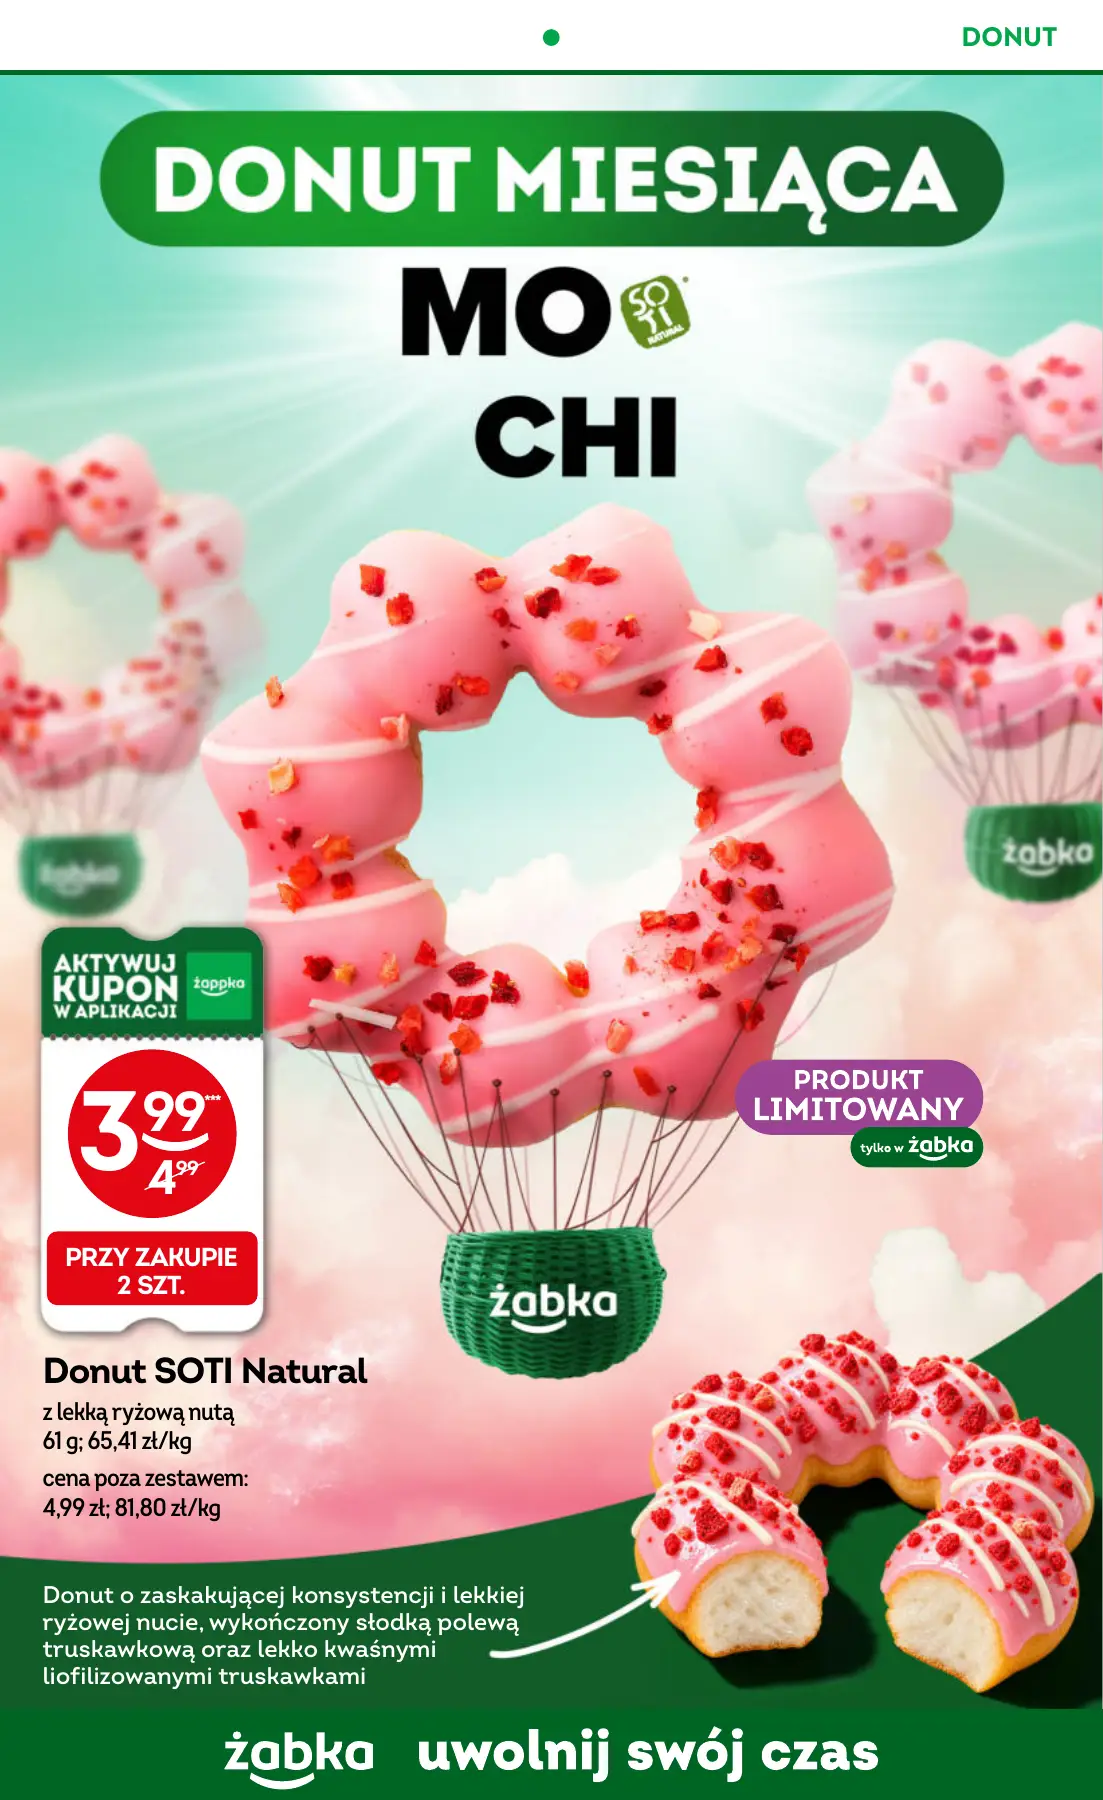 DONUT
DONUT MIESIĄCA
MO
SO
TI
NATURAL
CHI
żabka
żabka
AKTYWUJ
KUPON
W APLIKACJI
żappka
3 99***
4 99
PRZY ZAKUPIE
2 SZT.
PRODUKT
LIMITOWANY
tylko w żabka
żabka
Donut SOTI Natural
z lekką ryżową nutą
61 g; 65,41 zł/kg
cena poza zestawem:
4,99 zł; 81,80 zł/kg
Donut o zaskakującej konsystencji i lekkiej
ryżowej nucie, wykończony słodką polewą
truskawkową oraz lekko kwaśnymi
liofilizowanymi truskawkami
żabka uwolnij swój czas